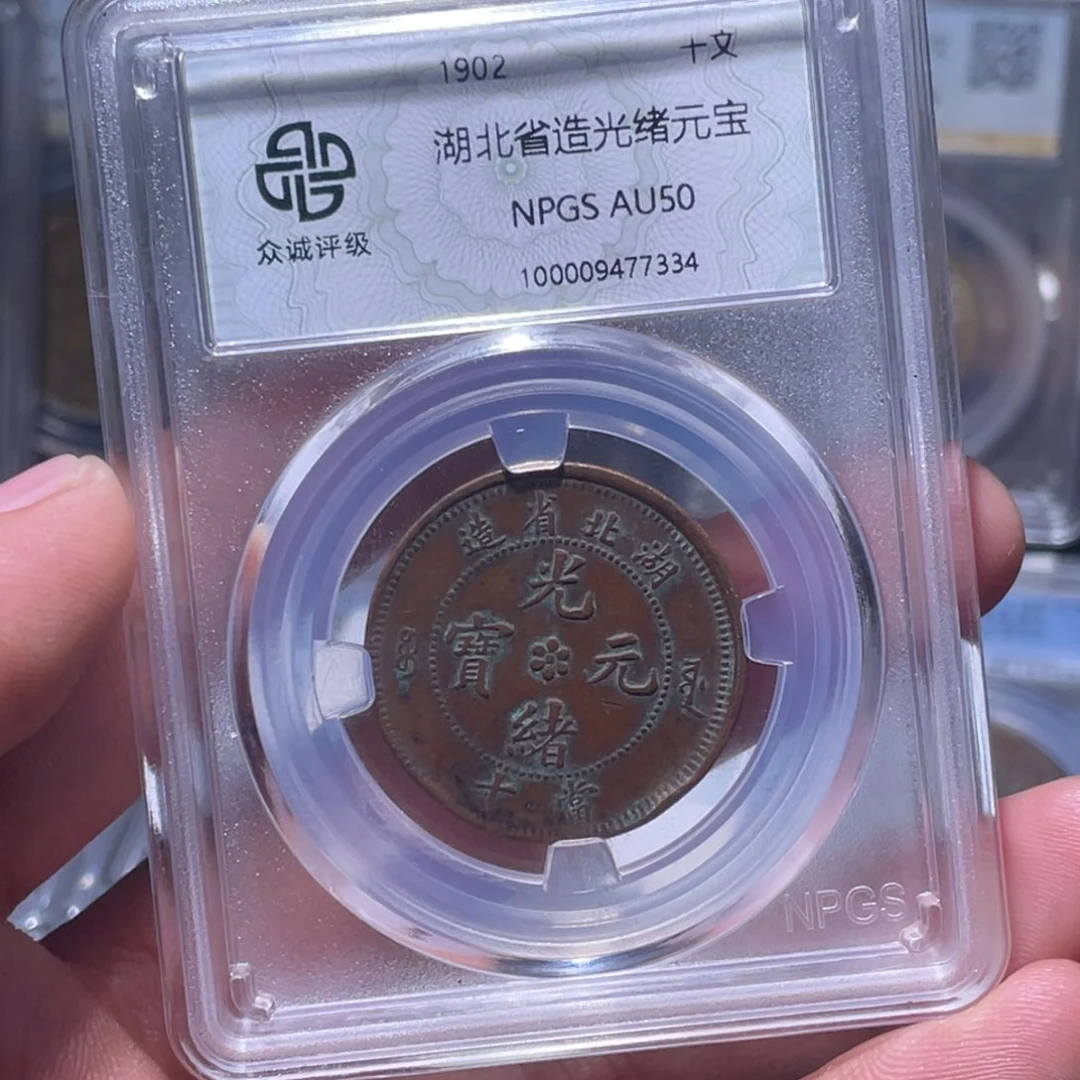 1902 十文
湖北省造光绪元宝
NPGS AU50
100009477334
众诚评级
造省北湖
光
寶 元
緒
十當
NPGS